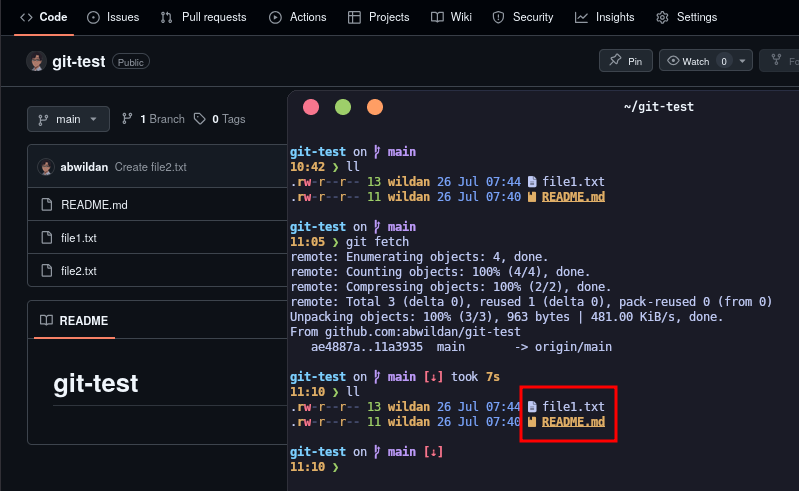 Code Issues Pull requests Actions Projects Wiki Security Insights Settings
git-test Public Pin Watch 0
main 1 Branch 0 Tags
abwildan Create file2.txt
README.md
file1.txt
file2.txt
README
git-test
~/git-test
git-test on main
10:42 ❯ ll
.rw-r--r-- 13 wildan 26 Jul 07:44 file1.txt
.rw-r--r-- 11 wildan 26 Jul 07:40 README.md
git-test on main
11:05 ❯ git fetch
remote: Enumerating objects: 4, done.
remote: Counting objects: 100% (4/4), done.
remote: Compressing objects: 100% (2/2), done.
remote: Total 3 (delta 0), reused 1 (delta 0), pack-reused 0 (from 0)
Unpacking objects: 100% (3/3), 963 bytes | 481.00 KiB/s, done.
From github.com:abwildan/git-test
ae4887a..11a3935 main -> origin/main
git-test on main [↓] took 7s
11:10 ❯ ll
.rw-r--r-- 13 wildan 26 Jul 07:44 file1.txt
.rw-r--r-- 11 wildan 26 Jul 07:40 README.md
git-test on main [↓]
11:10 ❯